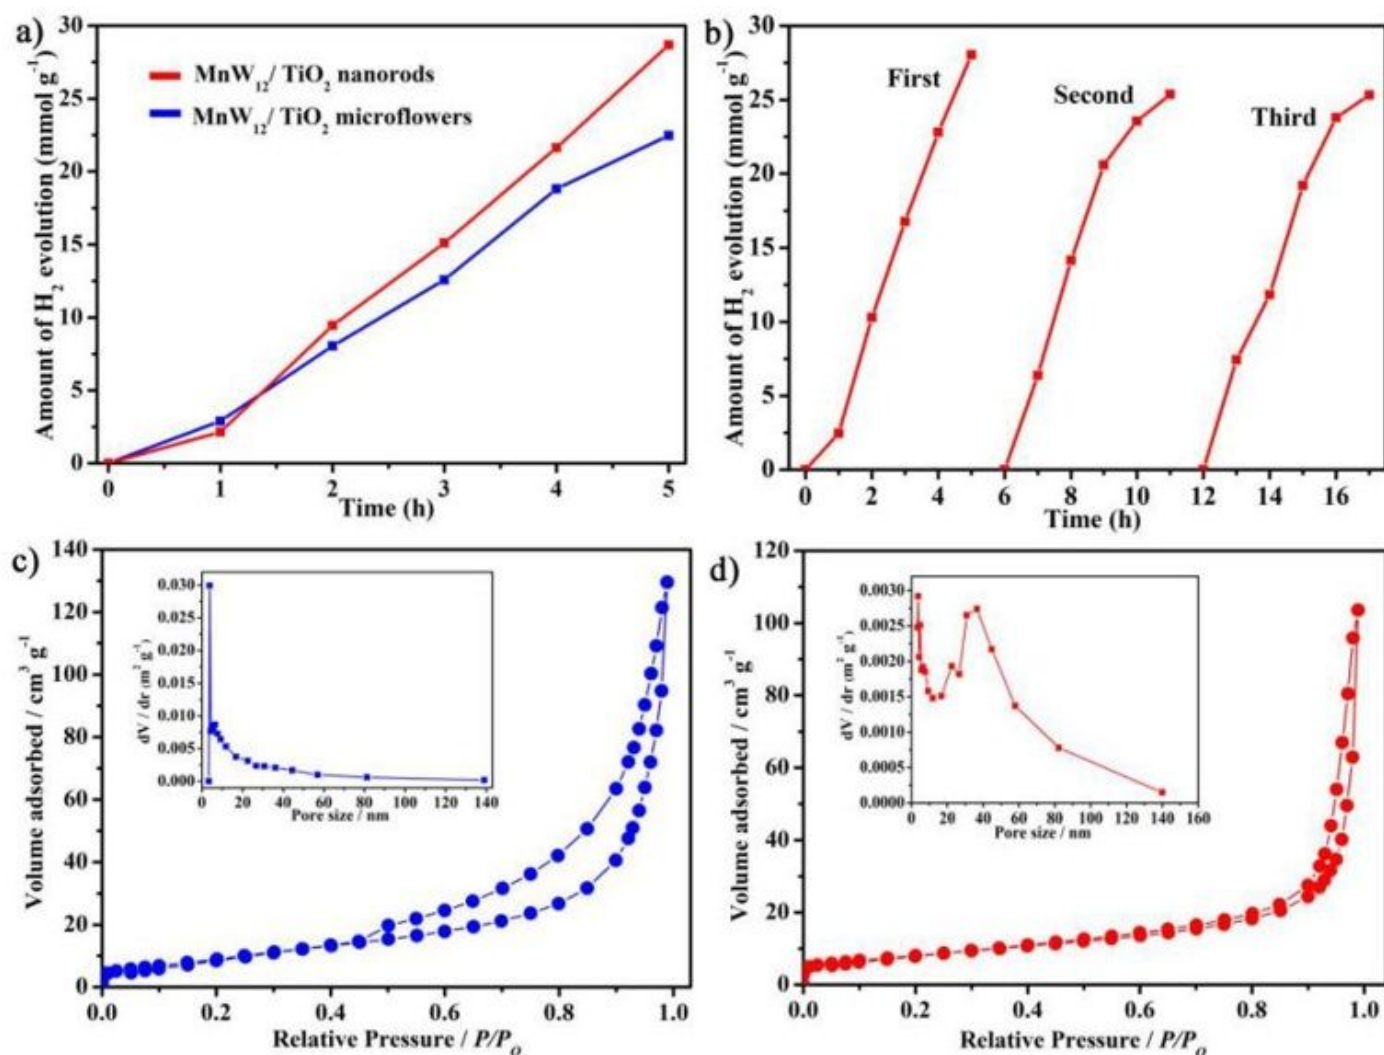 a)
30
25
20
15
10
5
0
Amount of H₂ evolution (mmol g⁻¹)
MnW₁₂/ TiO₂ nanorods
MnW₁₂/ TiO₂ microflowers
0 1 2 3 4 5
Time (h)
b)
30
25
20
15
10
5
0
Amount of H₂ evolution (mmol g⁻¹)
First
Second
Third
0 2 4 6 8 10 12 14 16
Time (h)
c)
140
120
100
80
60
40
20
0
Volume adsorbed / cm³ g⁻¹
0.030
0.025
0.020
0.015
0.010
0.005
0.000
dV / dr (m² g⁻¹)
0 20 40 60 80 100 120 140
Pore size / nm
0.0 0.2 0.4 0.6 0.8 1.0
Relative Pressure / P/P_O
d)
120
100
80
60
40
20
0
Volume adsorbed / cm³ g⁻¹
0.0030
0.0025
0.0020
0.0015
0.0010
0.0005
0.0000
dV / dr (m² g⁻¹)
0 20 40 60 80 100 120 140 160
Pore size / nm
0.0 0.2 0.4 0.6 0.8 1.0
Relative Pressure / P/P_O